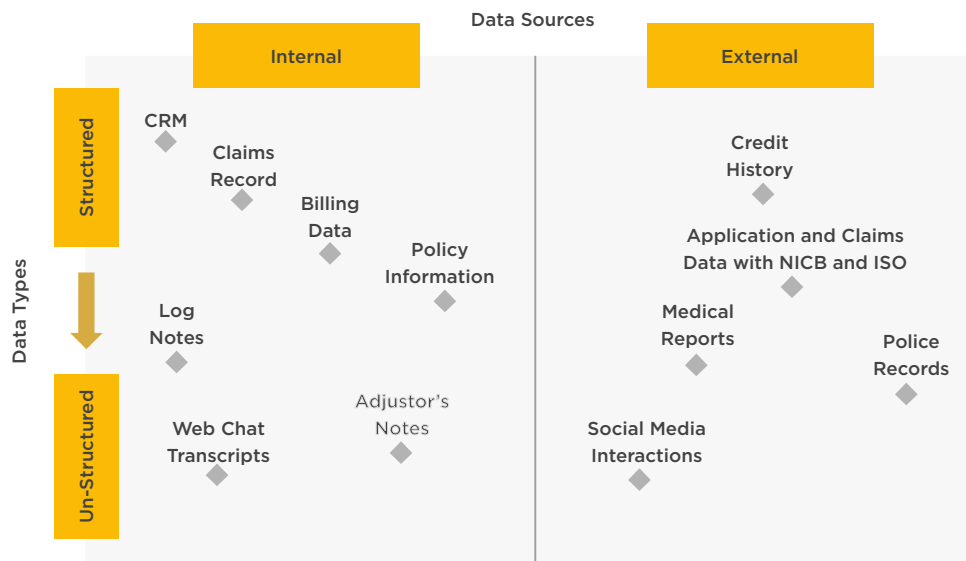 Data Sources
Internal
External
Data Types
Structured
Un-Structured
CRM
Claims
Record
Billing
Data
Policy
Information
Log
Notes
Web Chat
Transcripts
Adjustor's
Notes
Credit
History
Application and Claims
Data with NICB and ISO
Medical
Reports
Police
Records
Social Media
Interactions